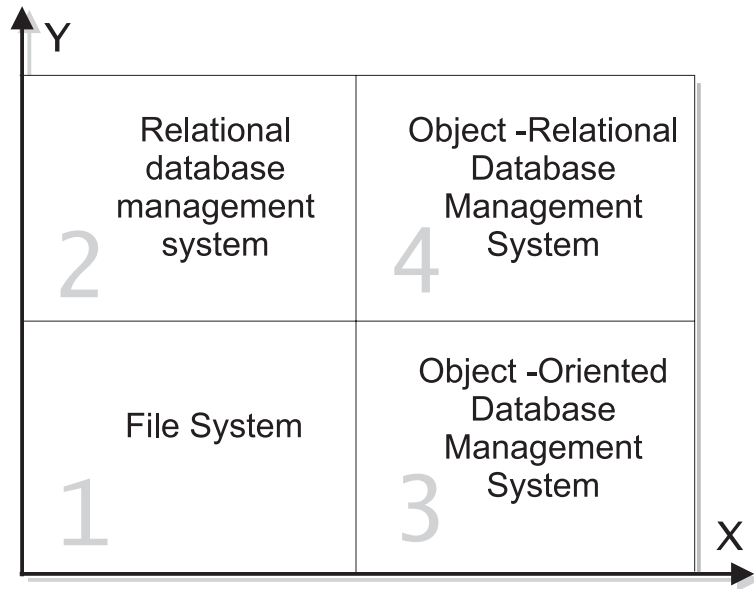 Y
Relational
database
management
system
2
Object -Relational
Database
Management
System
4
File System
1
Object -Oriented
Database
Management
System
3
X